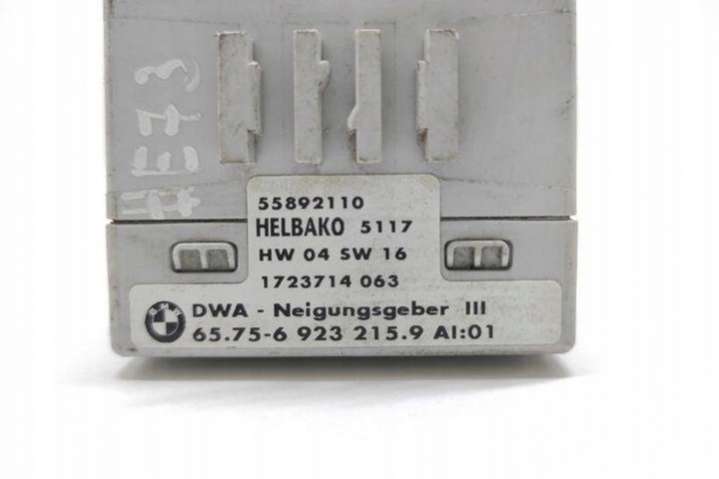 55892110
HELBAKO 5117
HW 04 SW 16
1723714 063
BMW
DWA - Neigungsgeber III
65.75-6 923 215.9 AI:01